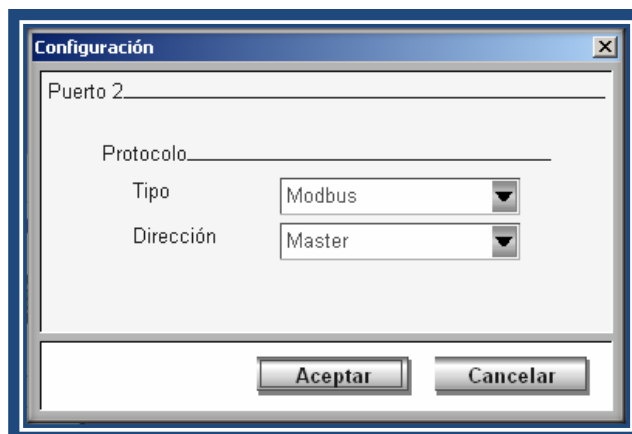 Configuración
Puerto 2
Protocolo
Tipo Modbus
Dirección Master
Aceptar Cancelar